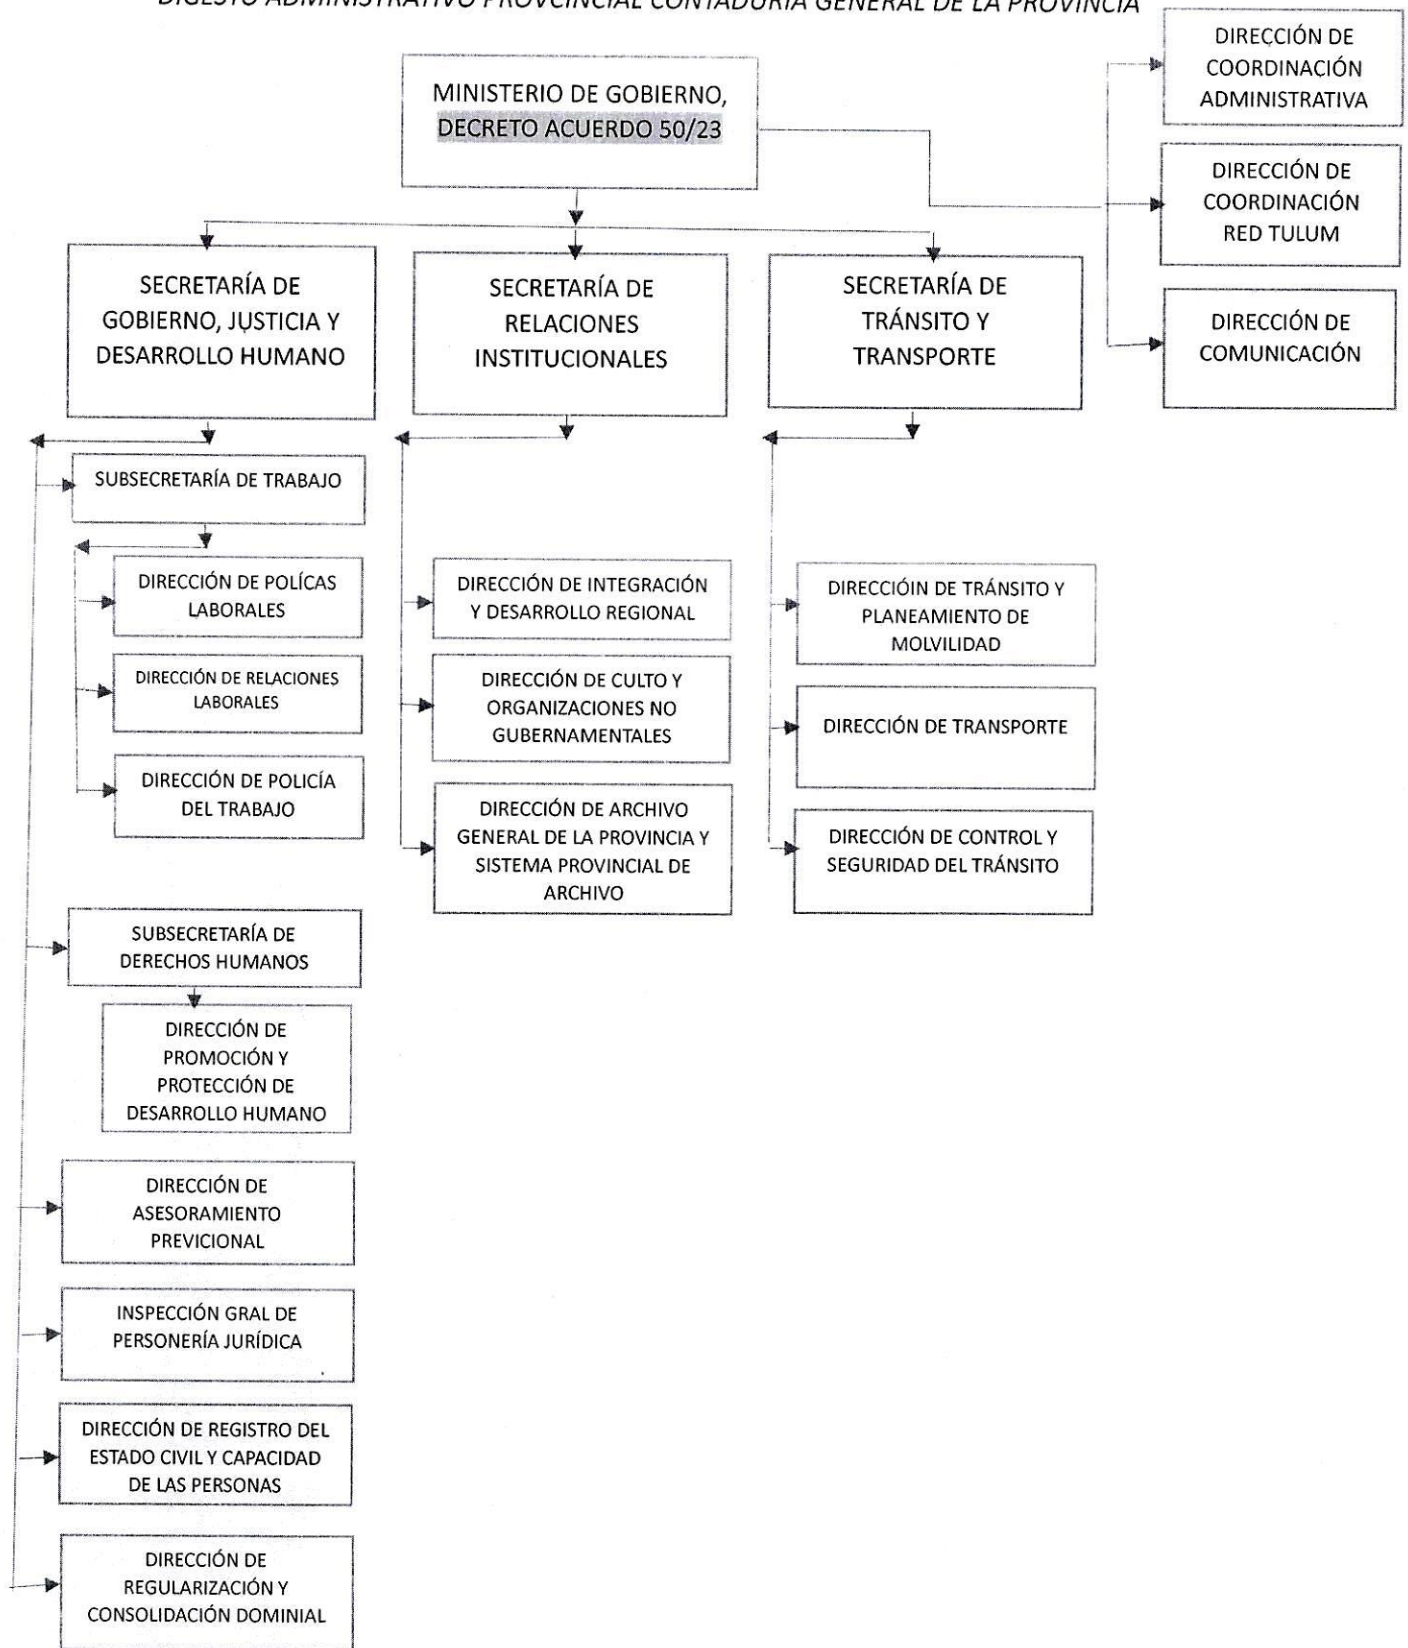 DIGESTO ADMINISTRATIVO PROVCINCIAL CONTADURÍA GENERAL DE LA PROVINCIA
MINISTERIO DE GOBIERNO,
DECRETO ACUERDO 50/23
DIRECCIÓN DE
COORDINACIÓN
ADMINISTRATIVA
DIRECCIÓN DE
COORDINACIÓN
RED TULUM
DIRECCIÓN DE
COMUNICACIÓN
SECRETARÍA DE
GOBIERNO, JUSTICIA Y
DESARROLLO HUMANO
SECRETARÍA DE
RELACIONES
INSTITUCIONALES
SECRETARÍA DE
TRÁNSITO Y
TRANSPORTE
SUBSECRETARÍA DE TRABAJO
DIRECCIÓN DE POLÍCAS
LABORALES
DIRECCIÓN DE RELACIONES
LABORALES
DIRECCIÓN DE POLICÍA
DEL TRABAJO
DIRECCIÓN DE INTEGRACIÓN
Y DESARROLLO REGIONAL
DIRECCIÓN DE CULTO Y
ORGANIZACIONES NO
GUBERNAMENTALES
DIRECCIÓN DE ARCHIVO
GENERAL DE LA PROVINCIA Y
SISTEMA PROVINCIAL DE
ARCHIVO
DIRECCIÓIN DE TRÁNSITO Y
PLANEAMIENTO DE
MOLVILIDAD
DIRECCIÓN DE TRANSPORTE
DIRECCIÓN DE CONTROL Y
SEGURIDAD DEL TRÁNSITO
SUBSECRETARÍA DE
DERECHOS HUMANOS
DIRECCIÓN DE
PROMOCIÓN Y
PROTECCIÓN DE
DESARROLLO HUMANO
DIRECCIÓN DE
ASESORAMIENTO
PREVICIONAL
INSPECCIÓN GRAL DE
PERSONERÍA JURÍDICA
DIRECCIÓN DE REGISTRO DEL
ESTADO CIVIL Y CAPACIDAD
DE LAS PERSONAS
DIRECCIÓN DE
REGULARIZACIÓN Y
CONSOLIDACIÓN DOMINIAL